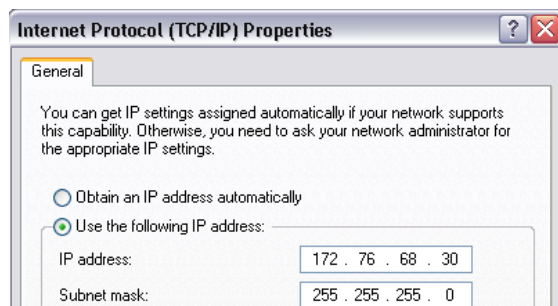 Internet Protocol (TCP/IP) Properties
?
General
You can get IP settings assigned automatically if your network supports
this capability. Otherwise, you need to ask your network administrator for
the appropriate IP settings.
Obtain an IP address automatically
Use the following IP address:
IP address: 172 . 76 . 68 . 30
Subnet mask: 255 . 255 . 255 . 0